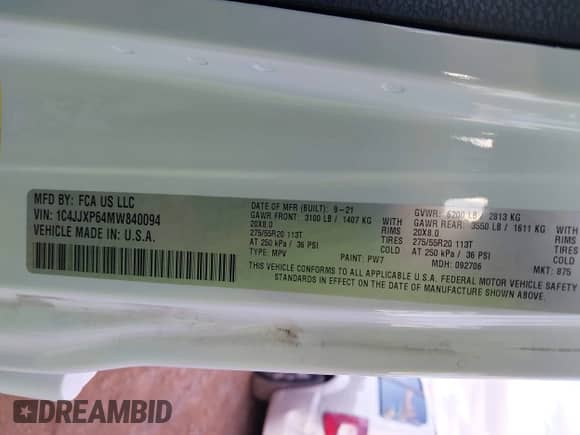 MFD BY: FCA US LLC
VIN: 1C4JJXP64MW840094
VEHICLE MADE IN: U.S.A.
DATE OF MFR (BUILT): 9-21
GAWR FRONT: 3100 LB / 1407 KG WITH
20X8.0 RIMS
275/55R20 113T TIRES
AT 250 kPa / 36 PSI COLD
TYPE: MPV PAINT: PW7
GVWR: 6200 LB / 2813 KG
GAWR REAR: 3550 LB / 1611 KG WITH
20X8.0 RIMS
275/55R20 113T TIRES
AT 250 kPa / 36 PSI COLD
MDH: 092706 MKT: 875
THIS VEHICLE CONFORMS TO ALL APPLICABLE U.S.A. FEDERAL MOTOR VEHICLE SAFETY
STANDARDS IN EFFECT ON THE DATE OF MANUFACTURE SHOWN ABOVE.
DREAMBID